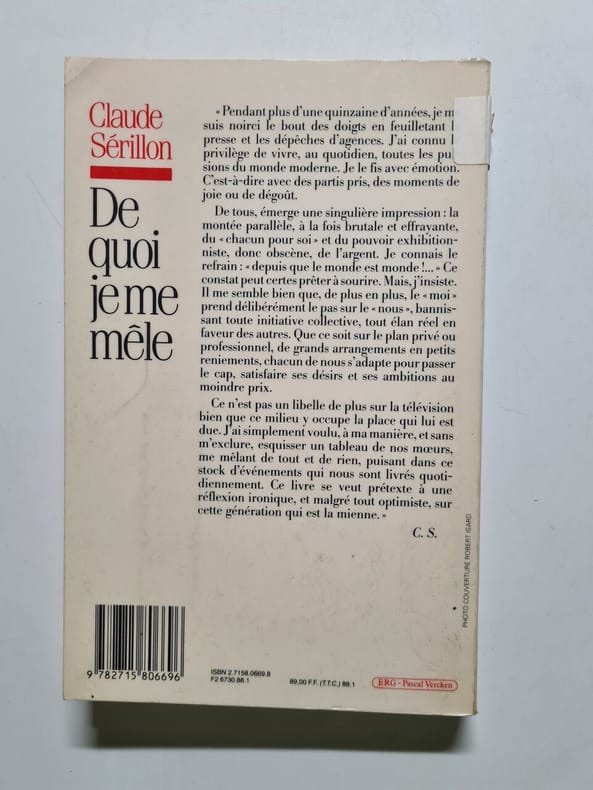 Claude
Sérillon
De
quoi
je me
mêle
« Pendant plus d'une quinzaine d'années, je m
suis noirci le bout des doigts en feuilletant
presse et les dépêches d'agences. J'ai connu
privilège de vivre, au quotidien, toutes les pul
sions du monde moderne. Je le fis avec émotion.
C'est-à-dire avec des partis pris, des moments de
joie ou de dégoût.
De tous, émerge une singulière impression : la
montée parallèle, à la fois brutale et effrayante,
du « chacun pour soi » et du pouvoir exhibition-
niste, donc obscène, de l'argent. Je connais le
refrain : « depuis que le monde est monde !... » Ce
constat peut certes prêter à sourire. Mais, j'insiste.
Il me semble bien que, de plus en plus, le « moi »
prend délibérément le pas sur le « nous », bannis-
sant toute initiative collective, tout élan réel en
faveur des autres. Que ce soit sur le plan privé ou
professionnel, de grands arrangements en petits
reniements, chacun de nous s'adapte pour passer
le cap, satisfaire ses désirs et ses ambitions au
moindre prix.
Ce n'est pas un libelle de plus sur la télévision
bien que ce milieu y occupe la place qui lui est
due. J'ai simplement voulu, à ma manière, et sans
m'exclure, esquisser un tableau de nos mœurs,
me mêlant de tout et de rien, puisant dans ce
stock d'événements qui nous sont livrés quoti-
diennement. Ce livre se veut prétexte à une
réflexion ironique, et malgré tout optimiste, sur
cette génération qui est la mienne. »
C. S.
PHOTO COUVERTURE ROBERT ISARD
9 782715 806696
ISBN 2.7158.0669.8
F2 6730.88.1
89,00 F.F. (T.T.C.) 88.1
ERG - Pascal Vercken